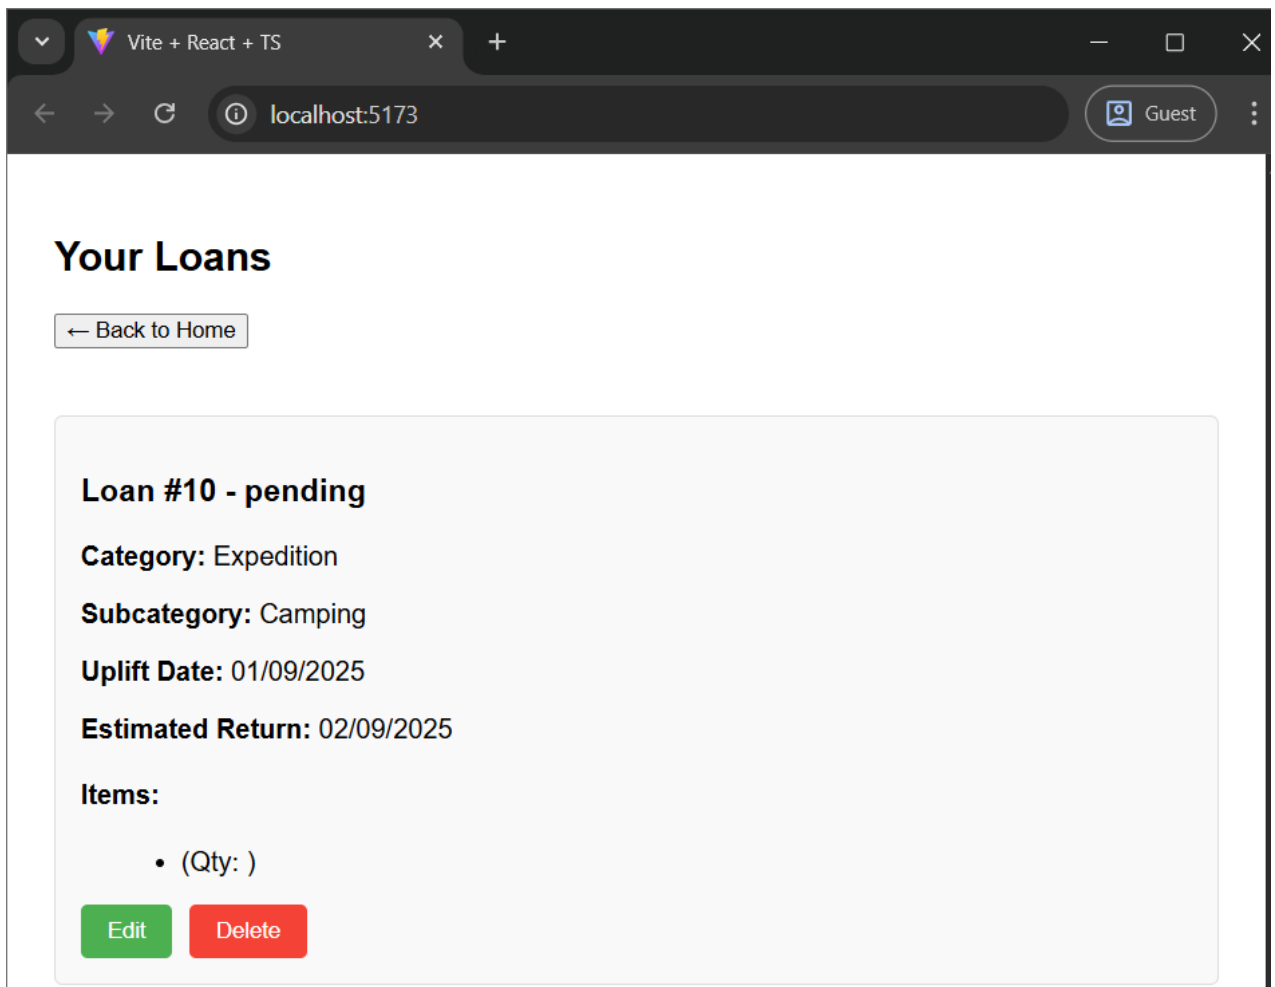 Vite + React + TS
localhost:5173
Guest
Your Loans
← Back to Home
Loan #10 - pending
Category: Expedition
Subcategory: Camping
Uplift Date: 01/09/2025
Estimated Return: 02/09/2025
Items:
• (Qty: )
Edit Delete